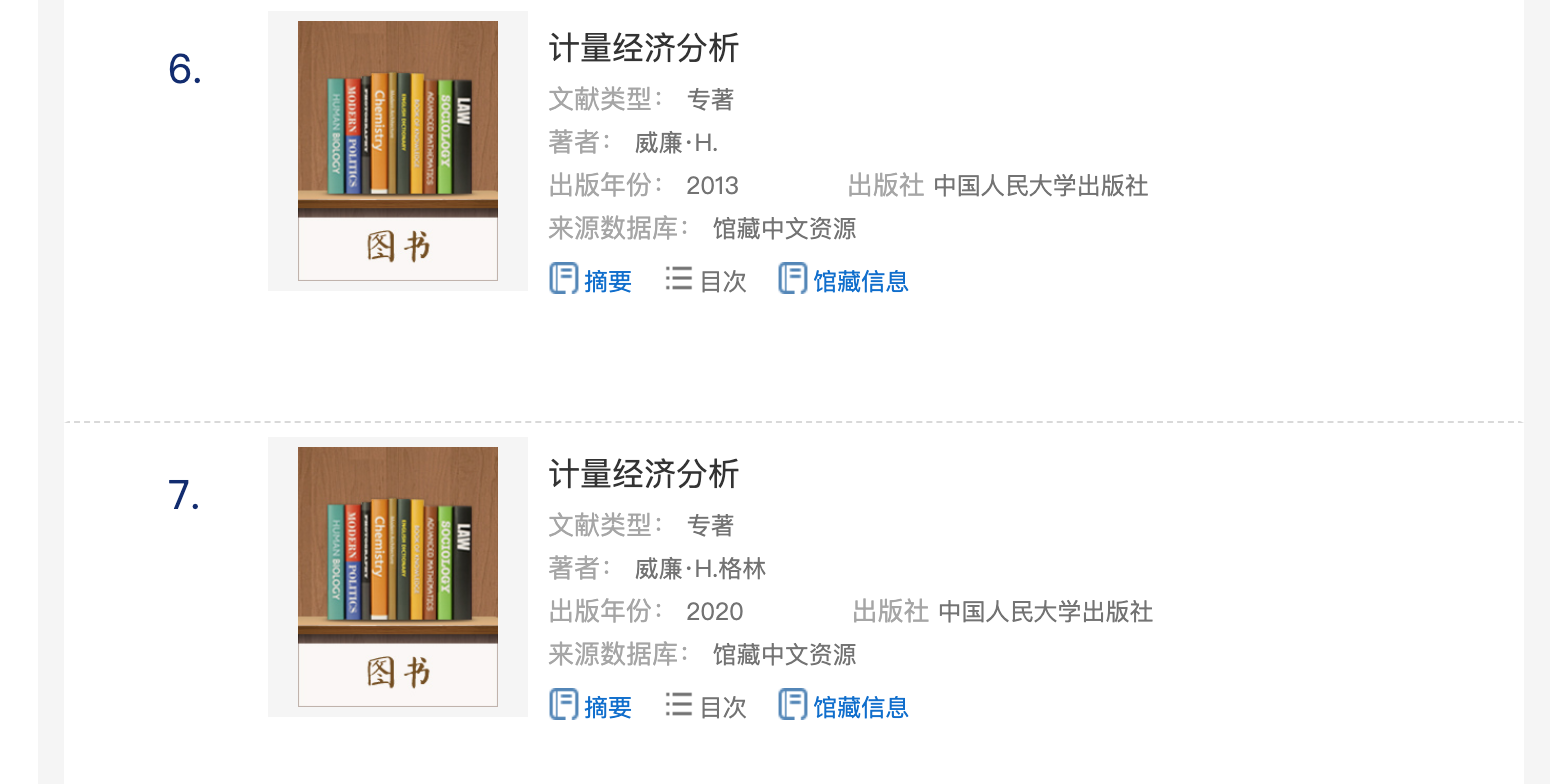 6.
HUMAN BIOLOGY
MODERN POLITICS
PHOTOGRAPHY
Chemistry
ENGLISH DICTIONARY
ADVANCED MATHEMATICS
SOCIOLOGY
LAW
图书
计量经济分析
文献类型： 专著
著者： 威廉·H.
出版年份： 2013 出版社 中国人民大学出版社
来源数据库： 馆藏中文资源
摘要 目次 馆藏信息
7.
HUMAN BIOLOGY
MODERN POLITICS
PHOTOGRAPHY
Chemistry
ENGLISH DICTIONARY
ADVANCED MATHEMATICS
SOCIOLOGY
LAW
图书
计量经济分析
文献类型： 专著
著者： 威廉·H.格林
出版年份： 2020 出版社 中国人民大学出版社
来源数据库： 馆藏中文资源
摘要 目次 馆藏信息